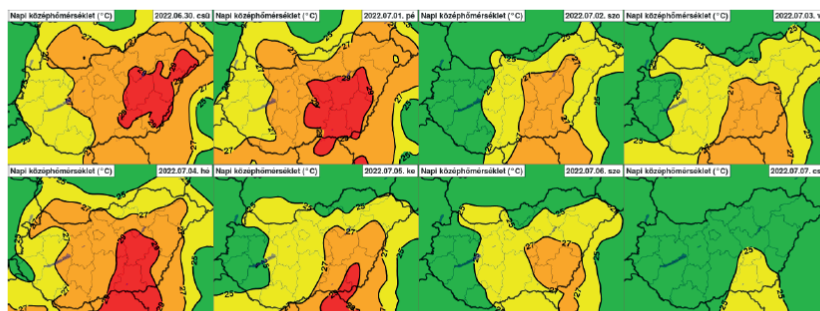 Napi középhőmérséklet (°C) 2022.06.30. csü
Napi középhőmérséklet (°C) 2022.07.01. pé
Napi középhőmérséklet (°C) 2022.07.02. szo
Napi középhőmérséklet (°C) 2022.07.03. v
Napi középhőmérséklet (°C) 2022.07.04. hé
Napi középhőmérséklet (°C) 2022.07.05. ke
Napi középhőmérséklet (°C) 2022.07.06. sze
Napi középhőmérséklet (°C) 2022.07.07. cs